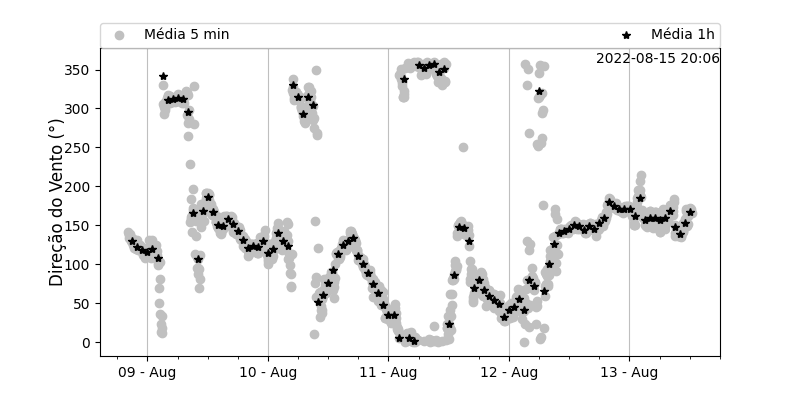 Média 5 min
Média 1h
2022-08-15 20:06
Direção do Vento (°)
350
300
250
200
150
100
50
0
09 - Aug
10 - Aug
11 - Aug
12 - Aug
13 - Aug